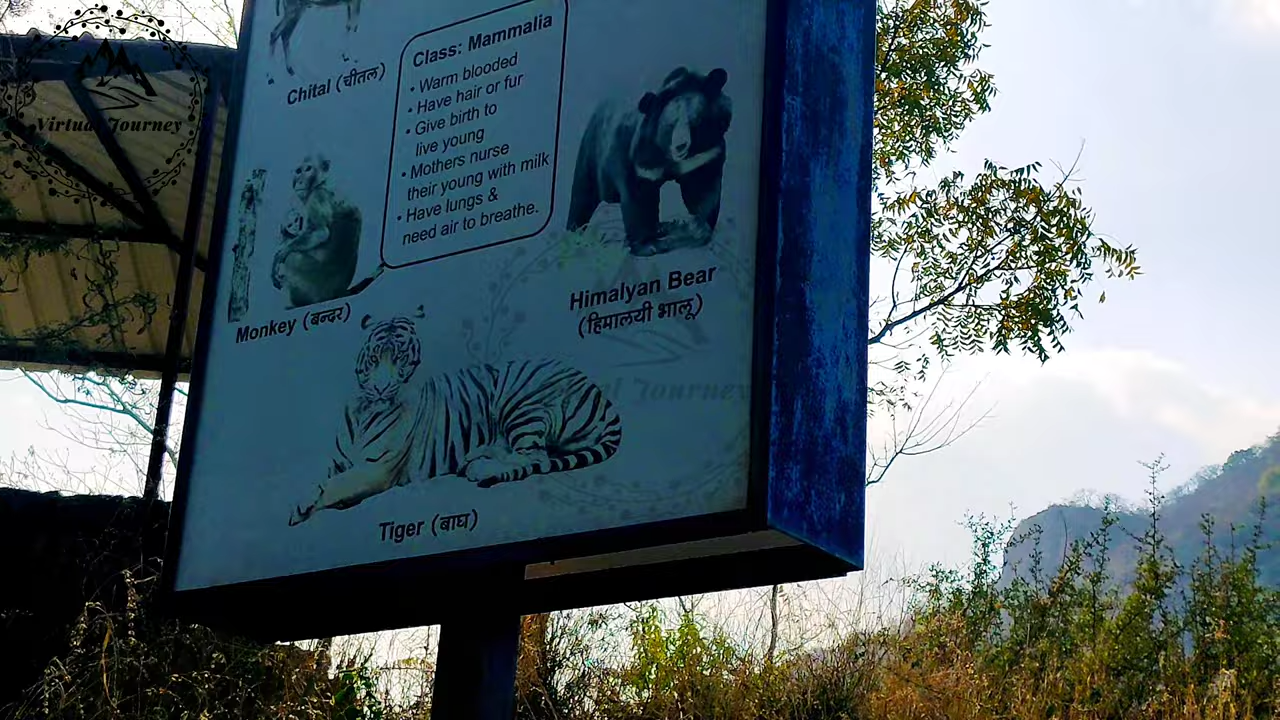 Virtual Journey
Chital (चीतल)
Class: Mammalia
• Warm blooded
• Have hair or fur
• Give birth to
live young
• Mothers nurse
their young with milk
• Have lungs &
need air to breathe.
Monkey (बन्दर)
Himalyan Bear
(हिमालयी भालू)
Tiger (बाघ)
Journey